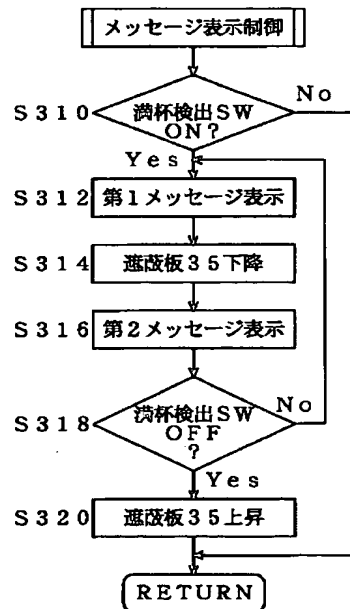 メッセージ表示制御
S310
満杯検出SW
ON?
No
Yes
S312 第1メッセージ表示
S314 遮蔽板35下降
S316 第2メッセージ表示
S318
満杯検出SW
OFF
?
No
Yes
S320 遮蔽板35上昇
RETURN